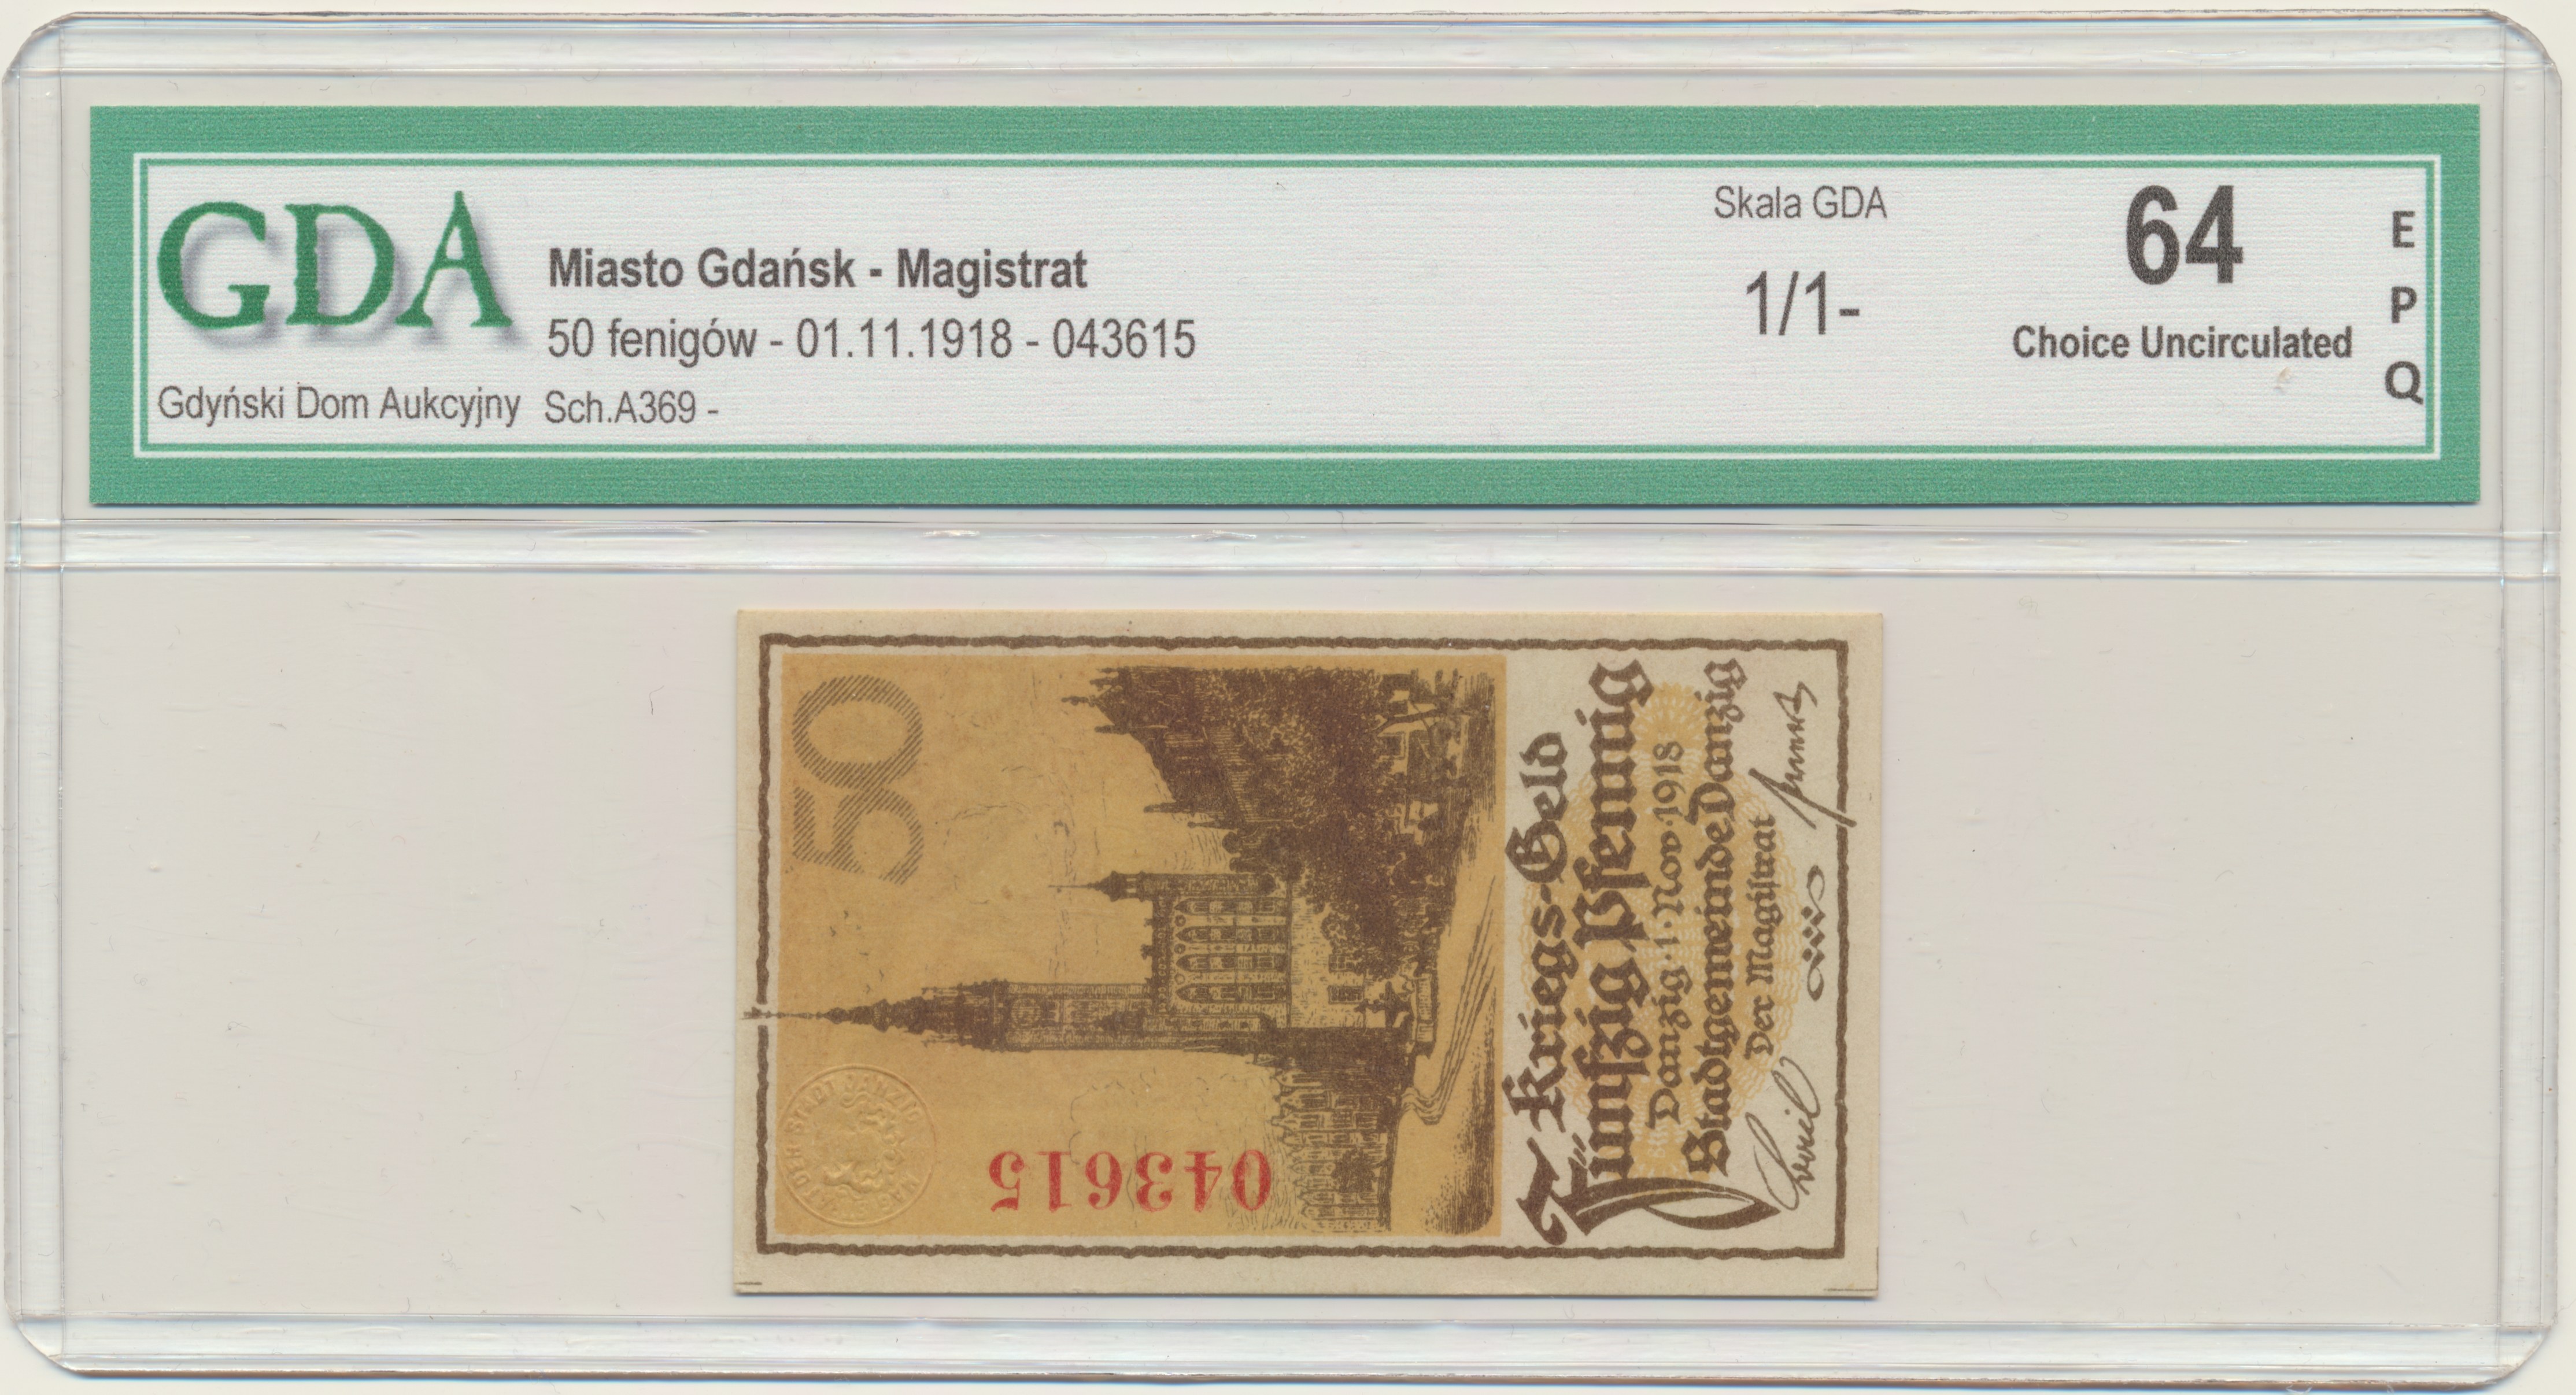 GDA
Gdyński Dom Aukcyjny
Miasto Gdańsk - Magistrat
50 fenigów - 01.11.1918 - 043615
Sch.A369 -
Skala GDA
1/1-
64
Choice Uncirculated
EPQ
50
043615
Kriegs-Geld
Fünfzig Pfennig
Danzig·1·Nov·1918
Stadtgemeinde Danzig
Der Magistrat